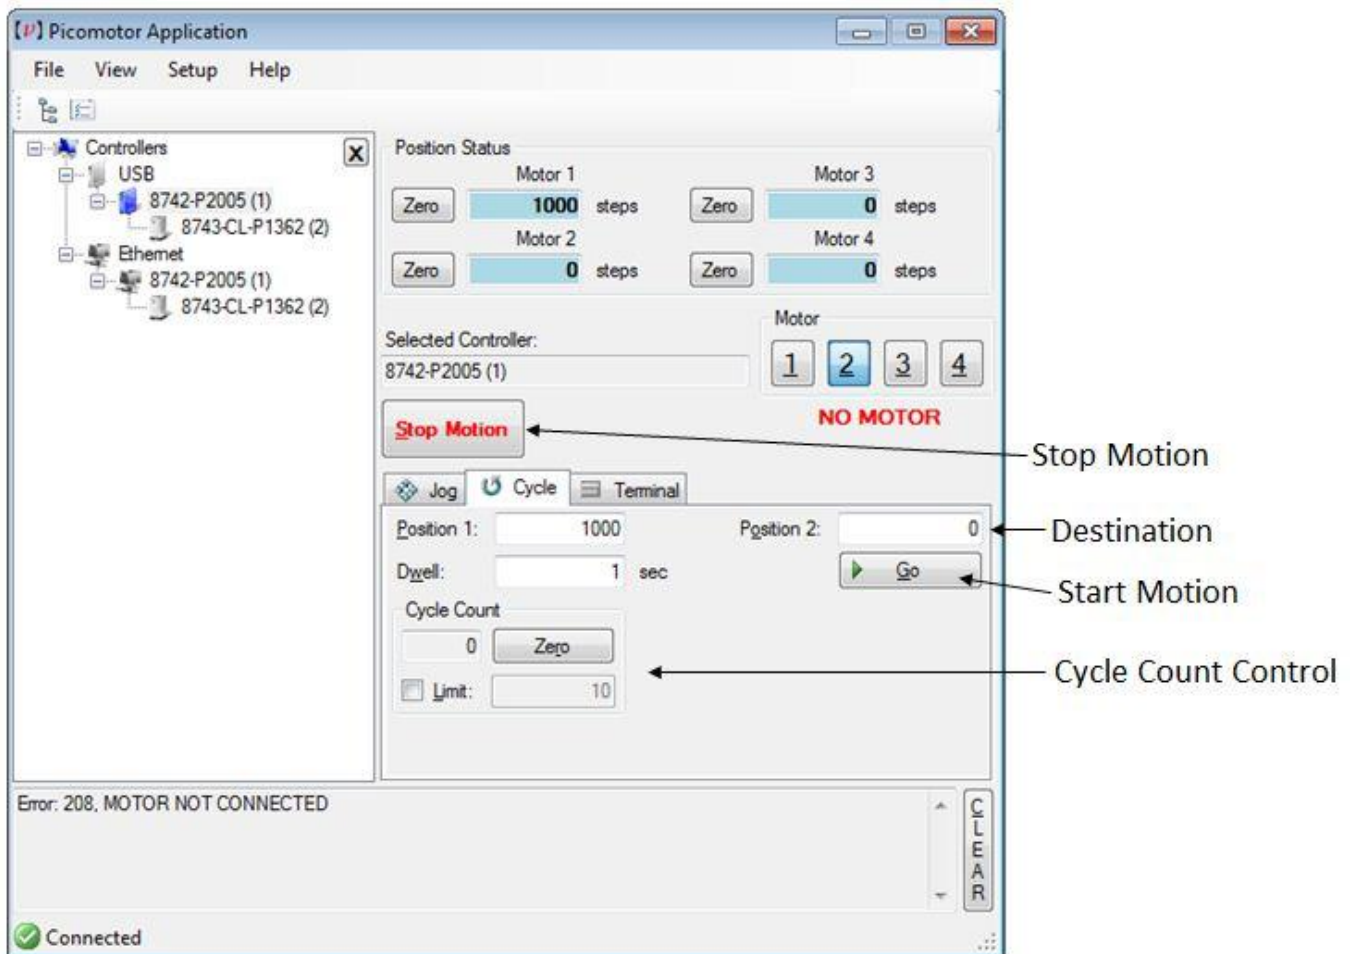 [ν] Picomotor Application
File View Setup Help
Controllers
USB
8742-P2005 (1)
8743-CL-P1362 (2)
Ethernet
8742-P2005 (1)
8743-CL-P1362 (2)
X
Position Status
Motor 1 Motor 3
Zero 1000 steps Zero 0 steps
Motor 2 Motor 4
Zero 0 steps Zero 0 steps
Motor
Selected Controller:
8742-P2005 (1)
1 2 3 4
NO MOTOR
Stop Motion
Stop Motion
Jog Cycle Terminal
Position 1: 1000 Position 2: 0
Destination
Dwell: 1 sec Go
Start Motion
Cycle Count
0 Zero
Cycle Count Control
Limit: 10
Error: 208, MOTOR NOT CONNECTED
CLEAR
Connected